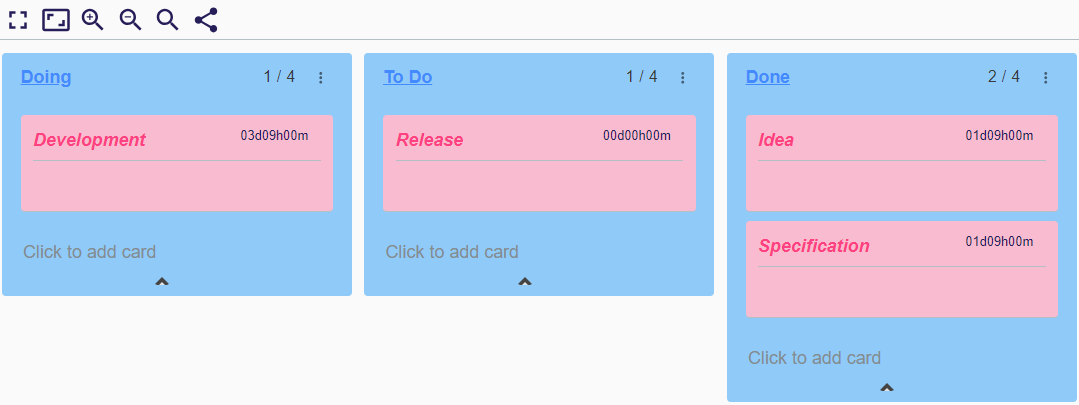 Doing 1 / 4
Development 03d09h00m
Click to add card
To Do 1 / 4
Release 00d00h00m
Click to add card
Done 2 / 4
Idea 01d09h00m
Specification 01d09h00m
Click to add card